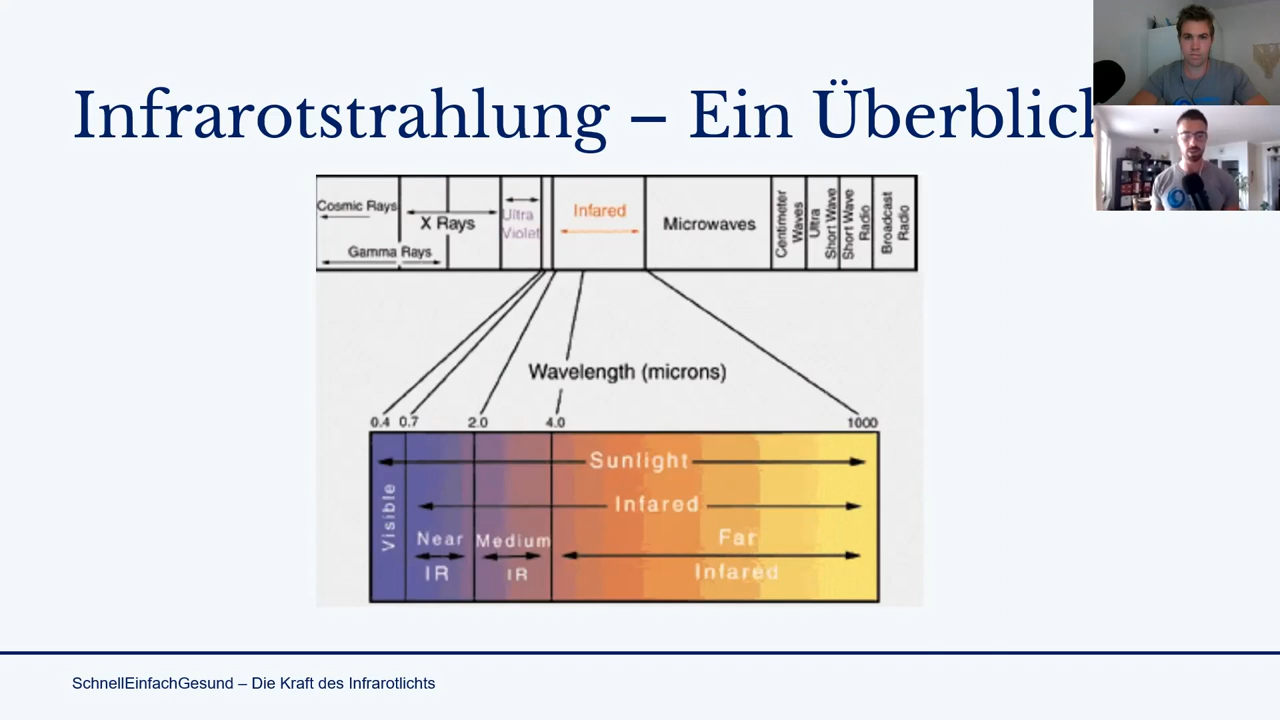 Infrarotstrahlung – Ein Überblick
Cosmic Rays
X Rays
Gamma Rays
Ultra
Violet
Infared
Microwaves
Centimeter
Waves
Ultra
Short Wave
Short Wave
Radio
Broadcast
Radio
Wavelength (microns)
0.4 0.7 2.0 4.0 1000
Sunlight
Infared
Visible
Near
IR
Medium
IR
Far
Infared
SchnellEinfachGesund – Die Kraft des Infrarotlichts